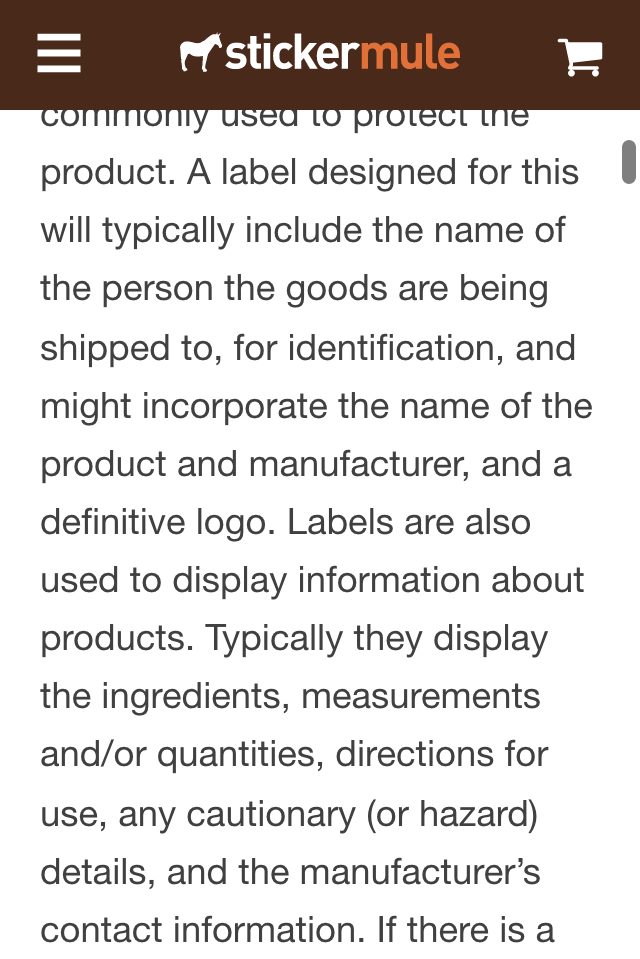 stickermule
commonly used to protect the
product. A label designed for this
will typically include the name of
the person the goods are being
shipped to, for identification, and
might incorporate the name of the
product and manufacturer, and a
definitive logo. Labels are also
used to display information about
products. Typically they display
the ingredients, measurements
and/or quantities, directions for
use, any cautionary (or hazard)
details, and the manufacturer’s
contact information. If there is a